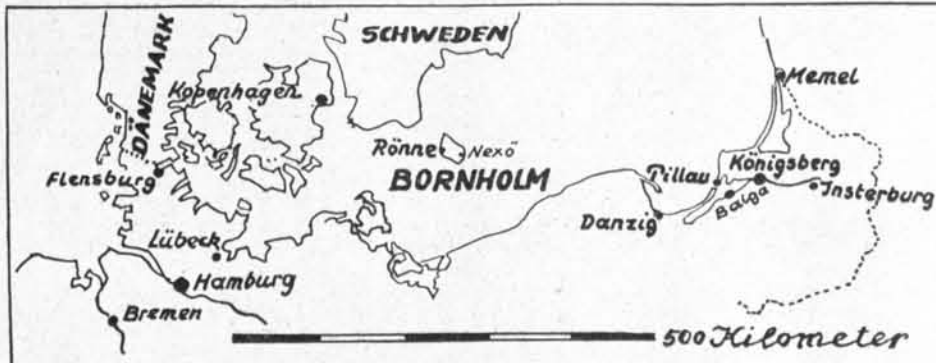 DÄNEMARK
SCHWEDEN
Kopenhagen
Memel
Rönne
Nexö
BORNHOLM
Flensburg
Pillau
Königsberg
Balga
Insterburg
Danzig
Lübeck
Hamburg
Bremen
500 Kilometer